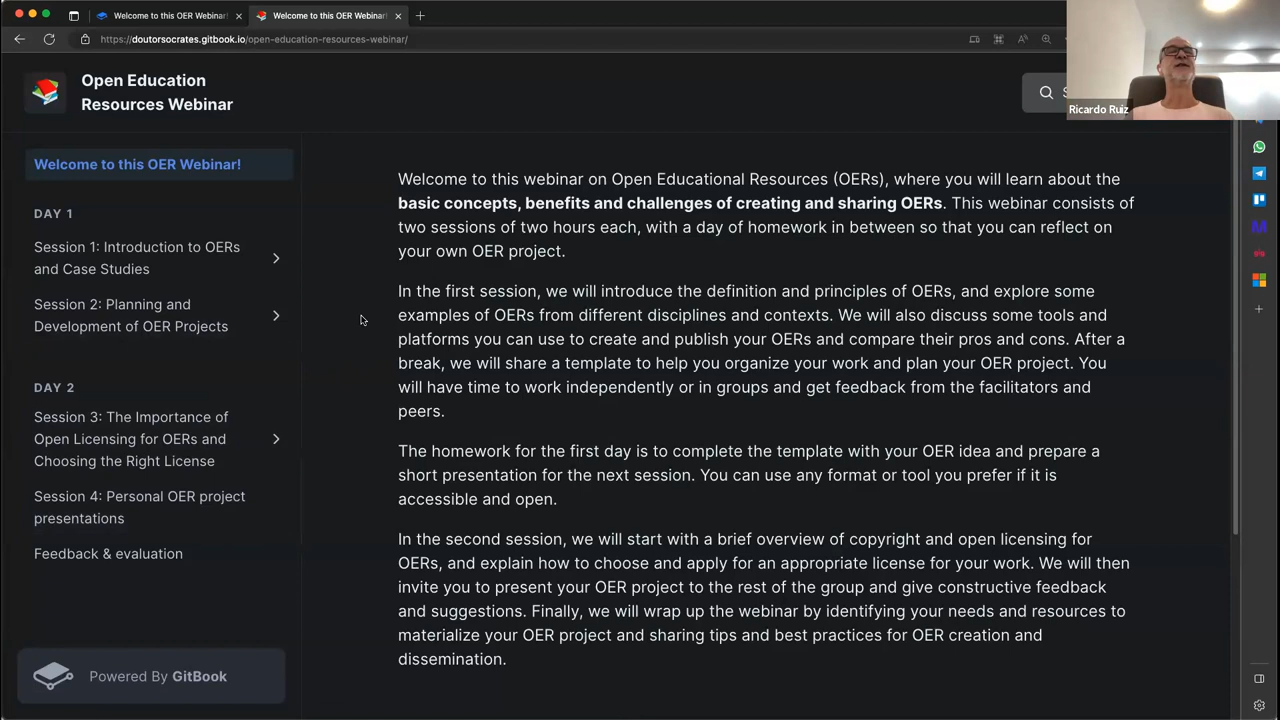 Welcome to this OER Webinar!
Welcome to this OER Webinar!
https://doutorsocrates.gitbook.io/open-education-resources-webinar/
Ricardo Ruiz
Open Education
Resources Webinar
Welcome to this OER Webinar!
DAY 1
Session 1: Introduction to OERs
and Case Studies
Session 2: Planning and
Development of OER Projects
DAY 2
Session 3: The Importance of
Open Licensing for OERs and
Choosing the Right License
Session 4: Personal OER project
presentations
Feedback & evaluation
Powered By GitBook
Welcome to this webinar on Open Educational Resources (OERs), where you will learn about the
basic concepts, benefits and challenges of creating and sharing OERs. This webinar consists of
two sessions of two hours each, with a day of homework in between so that you can reflect on
your own OER project.
In the first session, we will introduce the definition and principles of OERs, and explore some
examples of OERs from different disciplines and contexts. We will also discuss some tools and
platforms you can use to create and publish your OERs and compare their pros and cons. After a
break, we will share a template to help you organize your work and plan your OER project. You
will have time to work independently or in groups and get feedback from the facilitators and
peers.
The homework for the first day is to complete the template with your OER idea and prepare a
short presentation for the next session. You can use any format or tool you prefer if it is
accessible and open.
In the second session, we will start with a brief overview of copyright and open licensing for
OERs, and explain how to choose and apply for an appropriate license for your work. We will then
invite you to present your OER project to the rest of the group and give constructive feedback
and suggestions. Finally, we will wrap up the webinar by identifying your needs and resources to
materialize your OER project and sharing tips and best practices for OER creation and
dissemination.